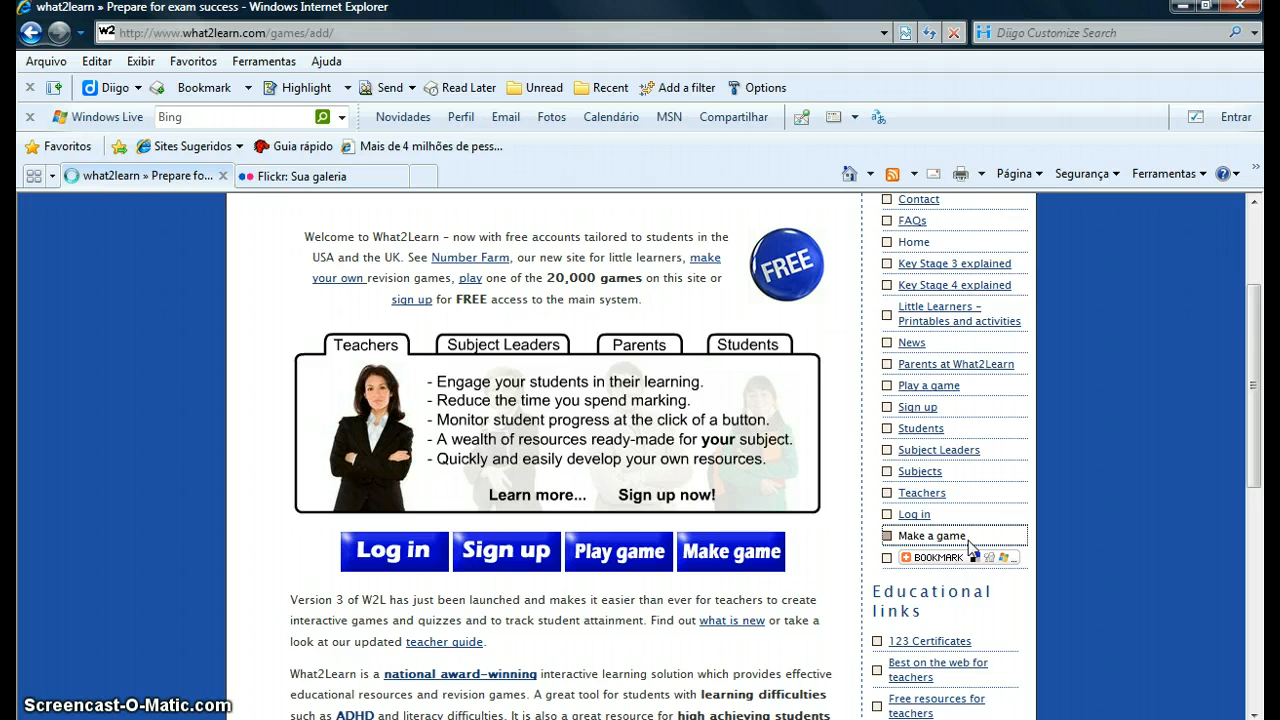 what2learn » Prepare for exam success - Windows Internet Explorer
W2 http://www.what2learn.com/games/add/
Diigo Customize Search
Arquivo Editar Exibir Favoritos Ferramentas Ajuda
Diigo Bookmark Highlight Send Read Later Unread Recent Add a filter Options
Windows Live Bing Novidades Perfil Email Fotos Calendário MSN Compartilhar Entrar
Favoritos Sites Sugeridos Guia rápido Mais de 4 milhões de pess...
what2learn » Prepare fo... Flickr: Sua galeria Página Segurança Ferramentas
Welcome to What2Learn – now with free accounts tailored to students in the
USA and the UK. See Number Farm, our new site for little learners, make
your own revision games, play one of the 20,000 games on this site or
sign up for FREE access to the main system.
FREE
Teachers Subject Leaders Parents Students
- Engage your students in their learning.
- Reduce the time you spend marking.
- Monitor student progress at the click of a button.
- A wealth of resources ready-made for your subject.
- Quickly and easily develop your own resources.
Learn more... Sign up now!
Log in Sign up Play game Make game
Version 3 of W2L has just been launched and makes it easier than ever for teachers to create
interactive games and quizzes and to track student attainment. Find out what is new or take a
look at our updated teacher guide.
What2Learn is a national award-winning interactive learning solution which provides effective
educational resources and revision games. A great tool for students with learning difficulties
such as ADHD and literacy difficulties. It is also a great resource for high achieving students
Contact
FAQs
Home
Key Stage 3 explained
Key Stage 4 explained
Little Learners –
Printables and activities
News
Parents at What2Learn
Play a game
Sign up
Students
Subject Leaders
Subjects
Teachers
Log in
Make a game
BOOKMARK
Educational
links
123 Certificates
Best on the web for
teachers
Free resources for
teachers
Screencast-O-Matic.com